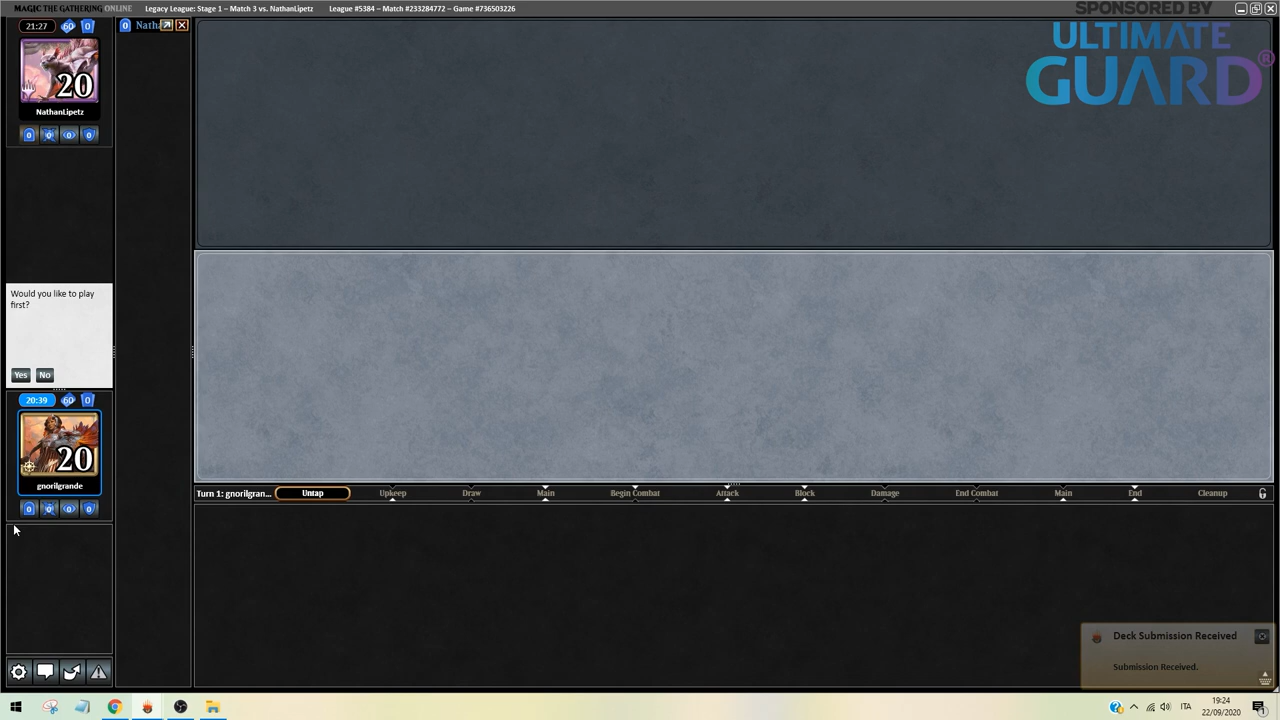 MAGIC THE GATHERING ONLINE Legacy League: Stage 1 – Match 3 vs. NathanLipetz League #5384 – Match #233284772 – Game #736503226
SPONSORED BY
ULTIMATE
GUARD®
21:27 60 0
0 Natha
20
NathanLipetz
0 0 0 0
Would you like to play
first?
Yes No
20:39 60 0
20
gnorilgrande
0 0 0 0
Turn 1: gnorilgran... Untap Upkeep Draw Main Begin Combat Attack Block Damage End Combat Main End Cleanup
Deck Submission Received
Submission Received.
ITA
19:24
22/09/2020
1